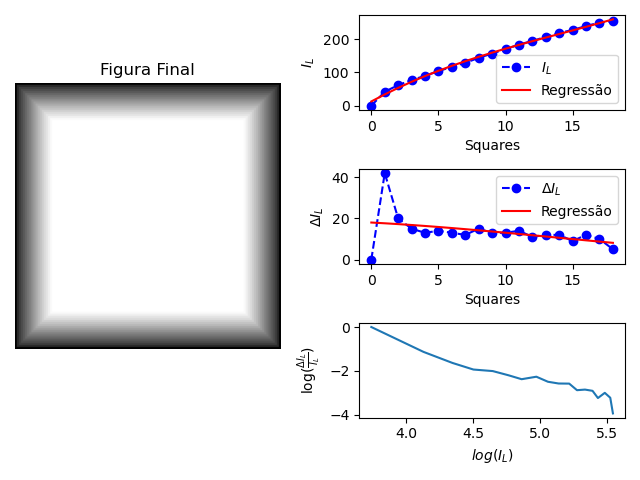 Figura Final
I_L
200
100
0
I_L
Regressão
0 5 10 15
Squares
ΔI_L
40
20
0
ΔI_L
Regressão
0 5 10 15
Squares
log(ΔI_L/I_L)
0
−2
−4
4.0 4.5 5.0 5.5
log(I_L)